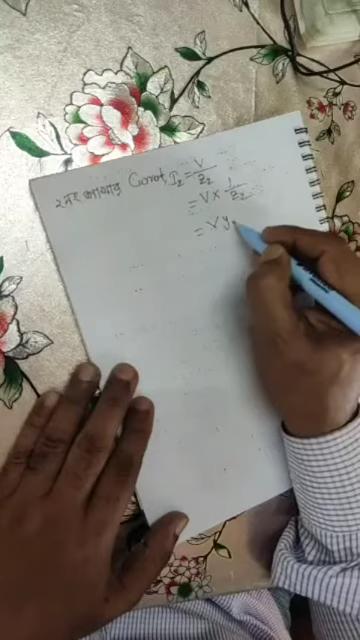 ২নং শাখার Current, I₂ = V/Z₂
= V × 1/Z₂
= VY